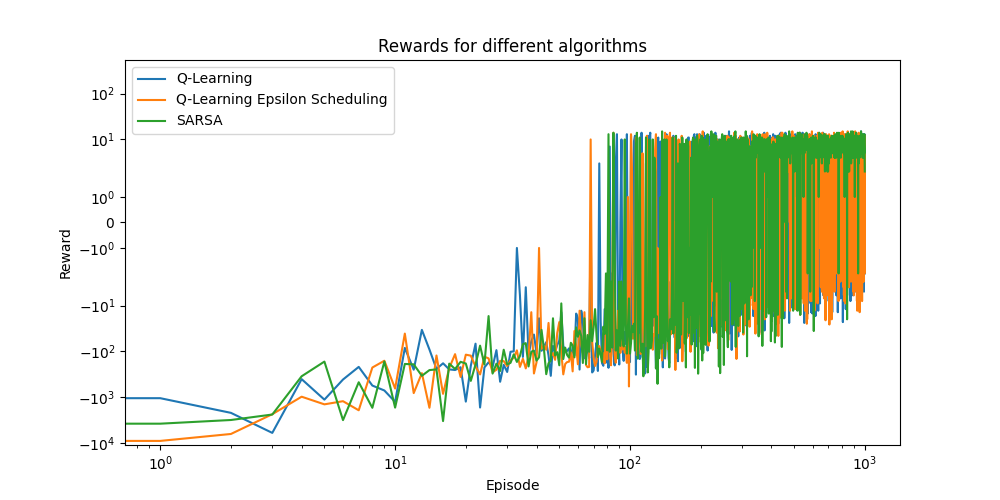 Rewards for different algorithms
Q-Learning
Q-Learning Epsilon Scheduling
SARSA
10²
10¹
10⁰
0
−10⁰
−10¹
−10²
−10³
−10⁴
Reward
10⁰ 10¹ 10² 10³
Episode